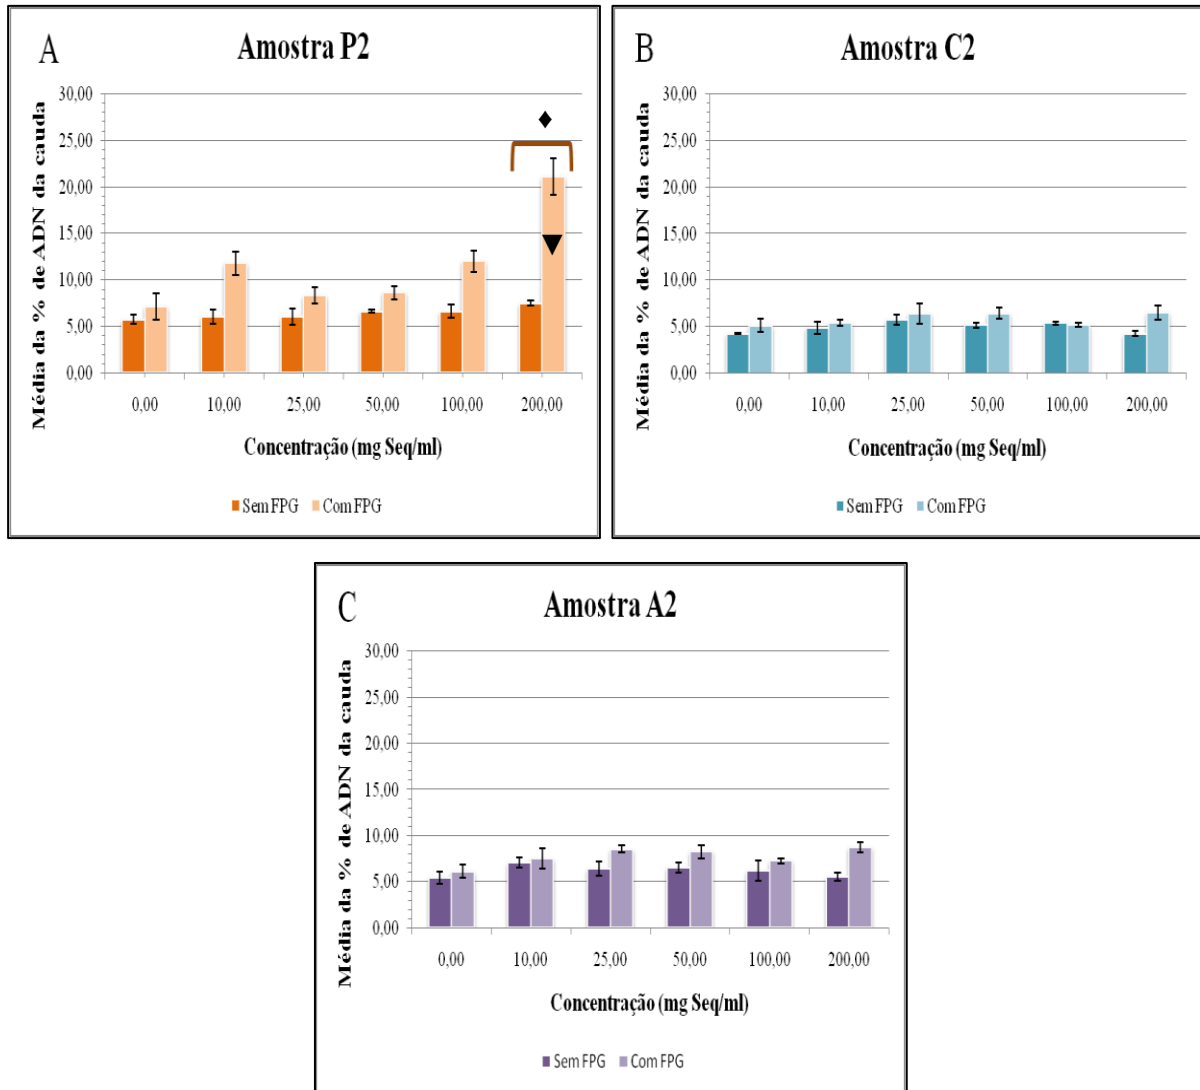 A
Amostra P2
Média da % de ADN da cauda
30,00
25,00
20,00
15,00
10,00
5,00
0,00
0,00 10,00 25,00 50,00 100,00 200,00
Concentração (mg Seq/ml)
Sem FPG Com FPG
B
Amostra C2
Média da % de ADN da cauda
30,00
25,00
20,00
15,00
10,00
5,00
0,00
0,00 10,00 25,00 50,00 100,00 200,00
Concentração (mg Seq/ml)
Sem FPG Com FPG
C
Amostra A2
Média da % de ADN da cauda
30,00
25,00
20,00
15,00
10,00
5,00
0,00
0,00 10,00 25,00 50,00 100,00 200,00
Concentração (mg Seq/ml)
Sem FPG Com FPG